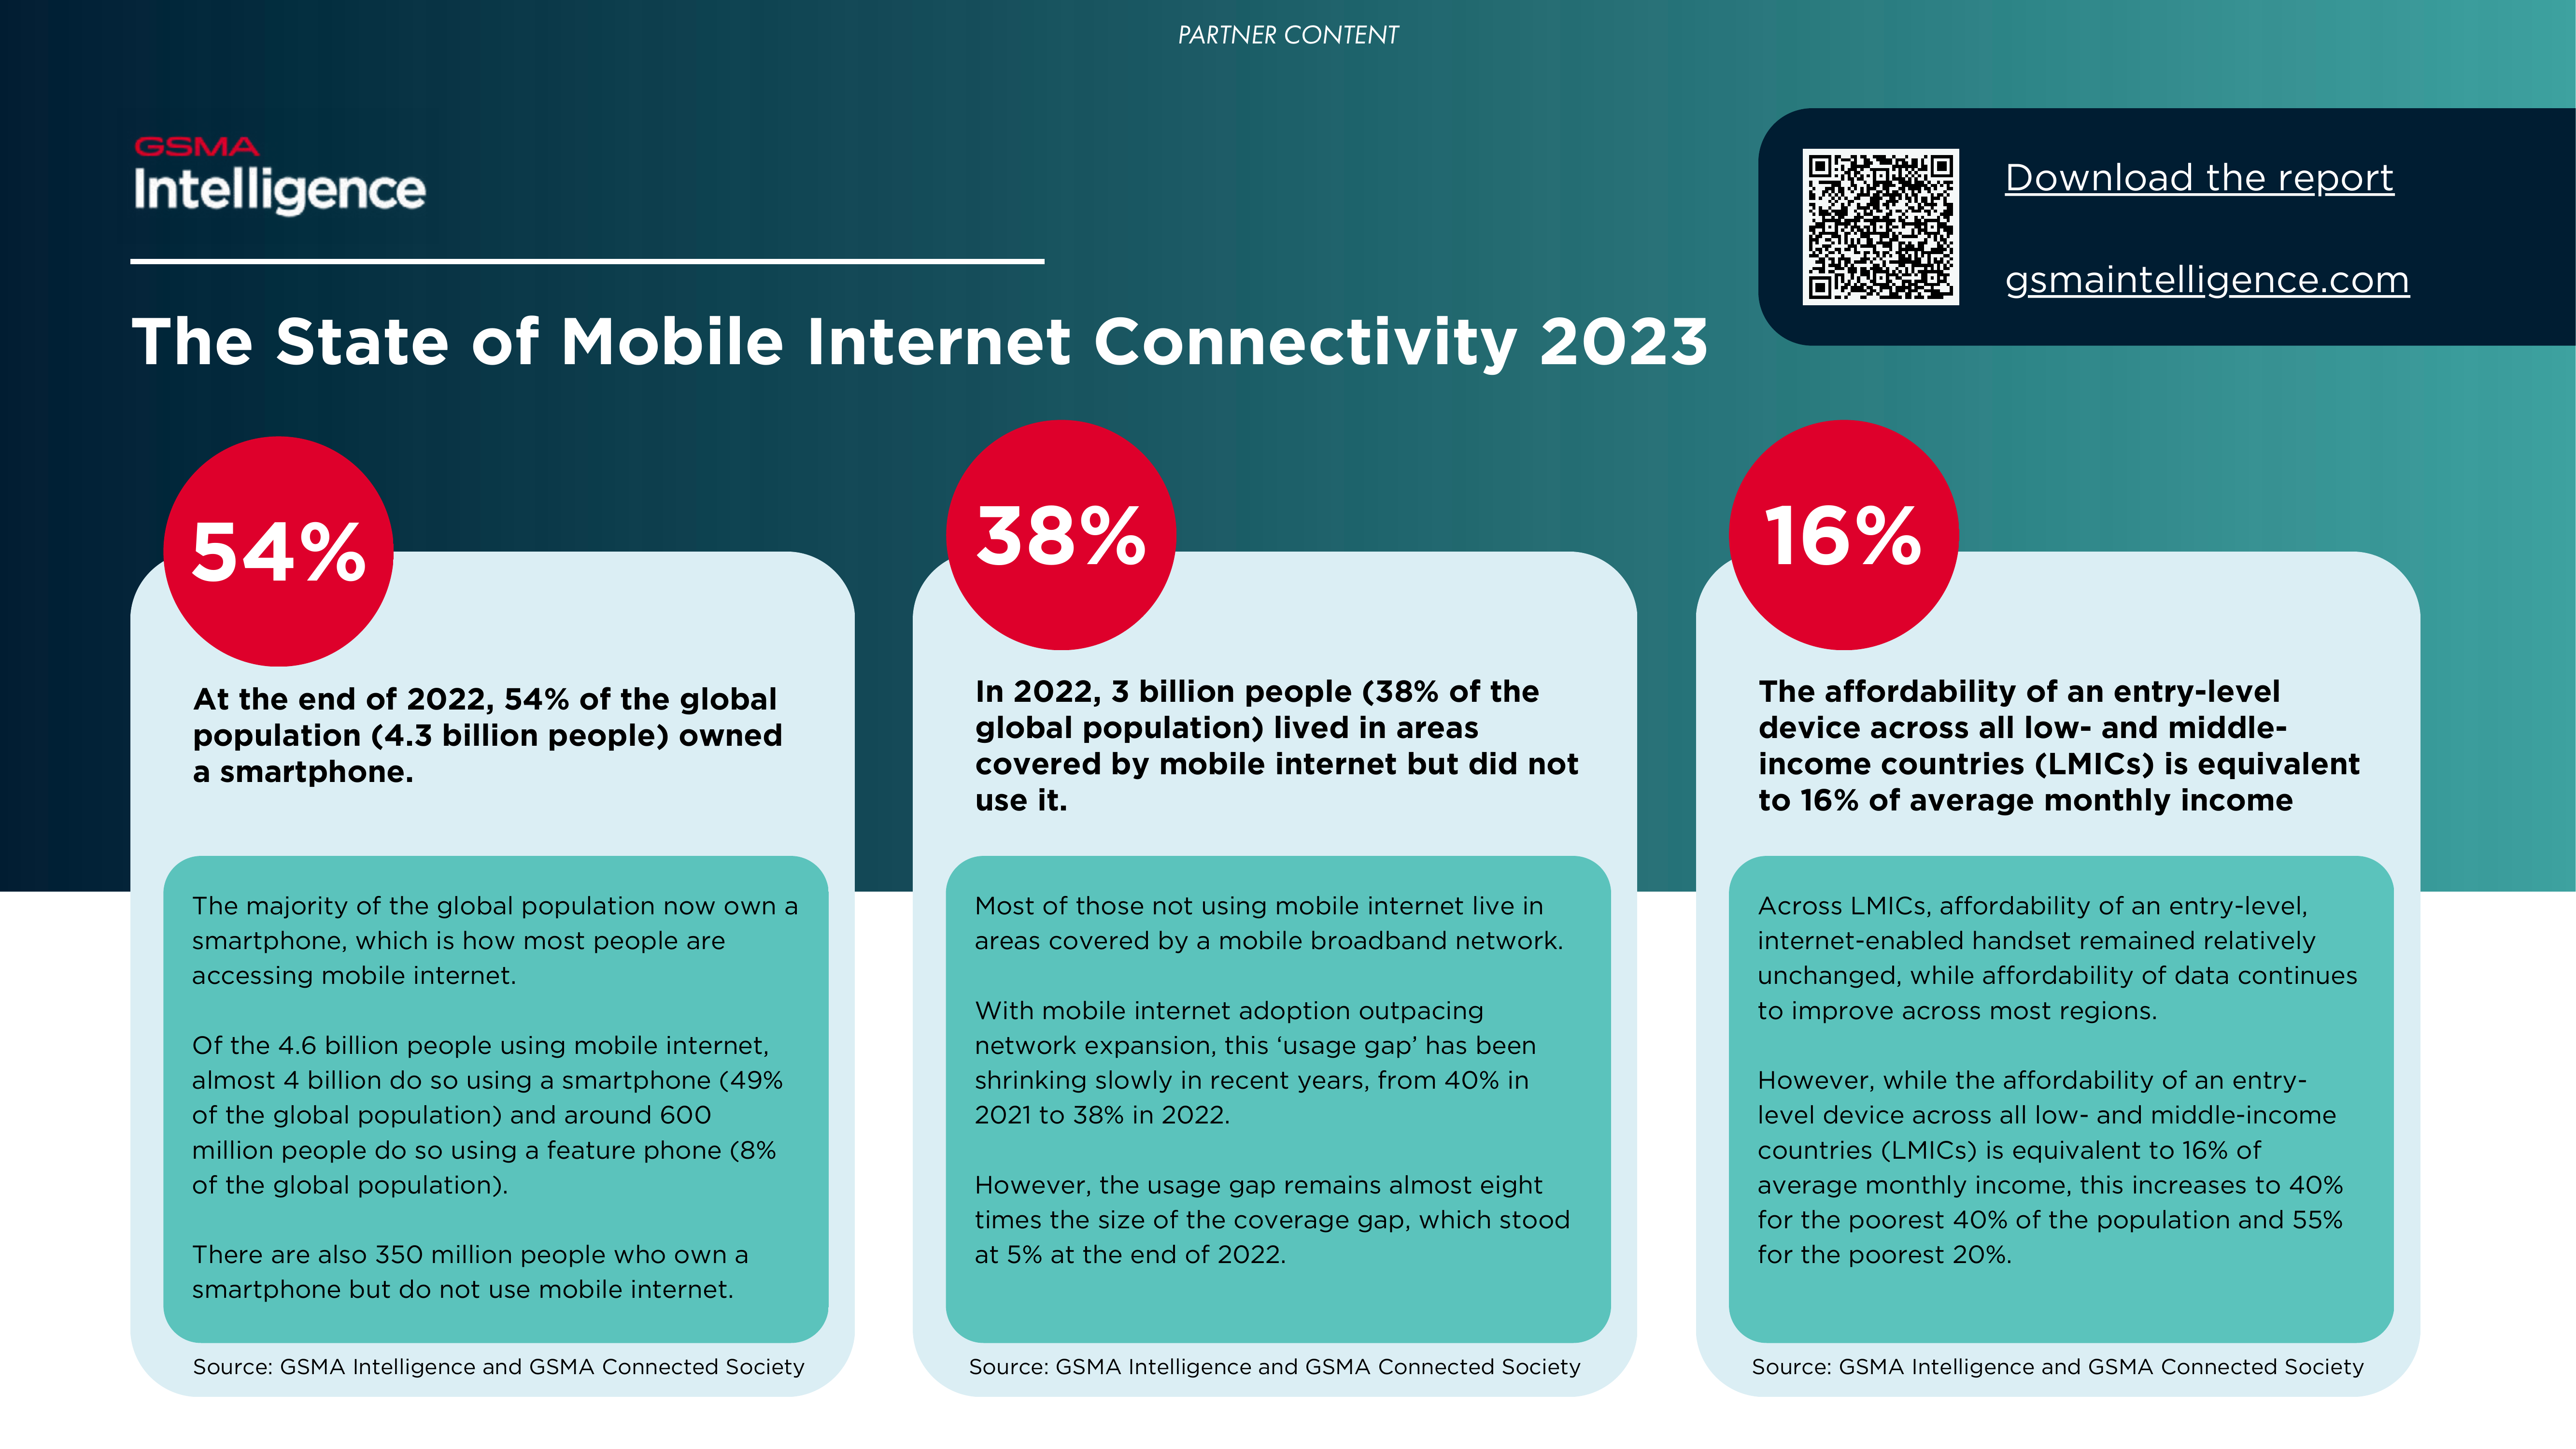 PARTNER CONTENT
GSMA
Intelligence
Download the report
gsmaintelligence.com
The State of Mobile Internet Connectivity 2023
54%
At the end of 2022, 54% of the global
population (4.3 billion people) owned
a smartphone.
The majority of the global population now own a
smartphone, which is how most people are
accessing mobile internet.
Of the 4.6 billion people using mobile internet,
almost 4 billion do so using a smartphone (49%
of the global population) and around 600
million people do so using a feature phone (8%
of the global population).
There are also 350 million people who own a
smartphone but do not use mobile internet.
Source: GSMA Intelligence and GSMA Connected Society
38%
In 2022, 3 billion people (38% of the
global population) lived in areas
covered by mobile internet but did not
use it.
Most of those not using mobile internet live in
areas covered by a mobile broadband network.
With mobile internet adoption outpacing
network expansion, this ‘usage gap’ has been
shrinking slowly in recent years, from 40% in
2021 to 38% in 2022.
However, the usage gap remains almost eight
times the size of the coverage gap, which stood
at 5% at the end of 2022.
Source: GSMA Intelligence and GSMA Connected Society
16%
The affordability of an entry-level
device across all low- and middle-
income countries (LMICs) is equivalent
to 16% of average monthly income
Across LMICs, affordability of an entry-level,
internet-enabled handset remained relatively
unchanged, while affordability of data continues
to improve across most regions.
However, while the affordability of an entry-
level device across all low- and middle-income
countries (LMICs) is equivalent to 16% of
average monthly income, this increases to 40%
for the poorest 40% of the population and 55%
for the poorest 20%.
Source: GSMA Intelligence and GSMA Connected Society